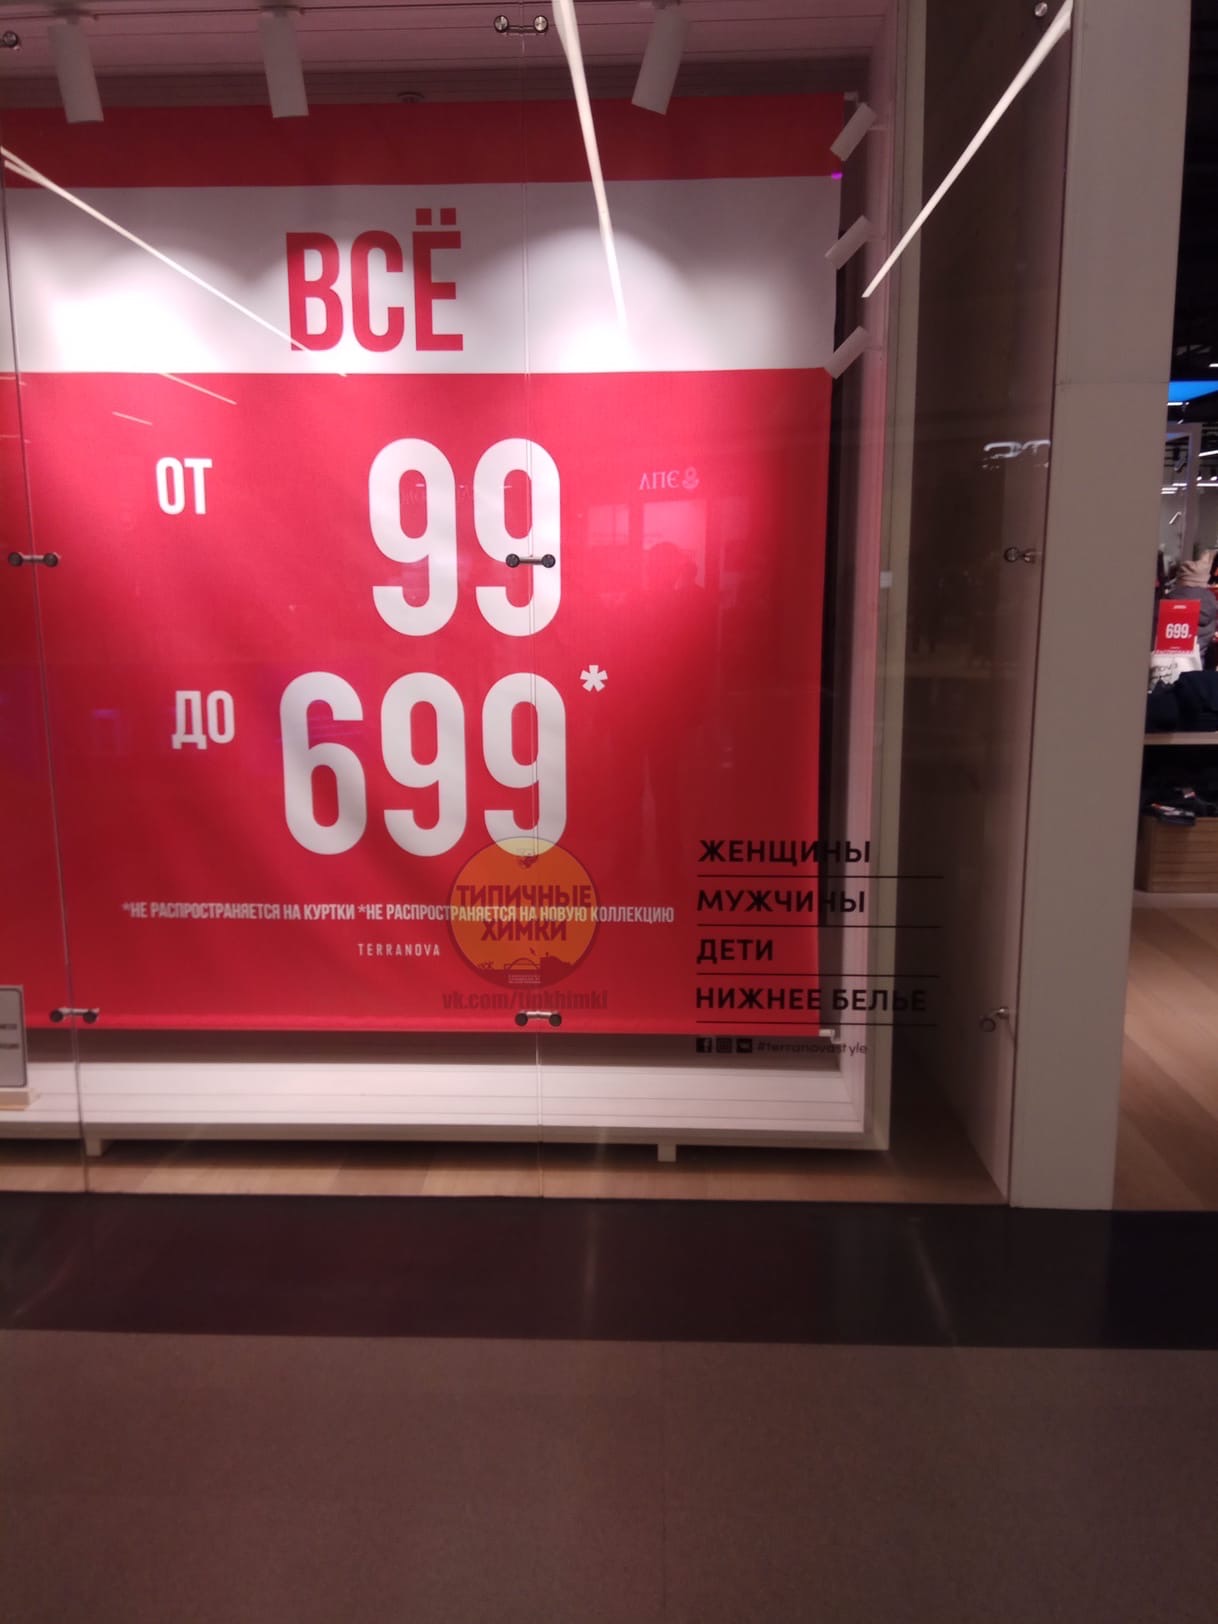 ВСЁ
ОТ 99
ДО 699*
*НЕ РАСПРОСТРАНЯЕТСЯ НА КУРТКИ *НЕ РАСПРОСТРАНЯЕТСЯ НА НОВУЮ КОЛЛЕКЦИЮ
TERRANOVA
ТИПИЧНЫЕ
ХИМКИ
vk.com/tipkhimki
ЖЕНЩИНЫ
МУЖЧИНЫ
ДЕТИ
НИЖНЕЕ БЕЛЬЕ
#terranovastyle
699